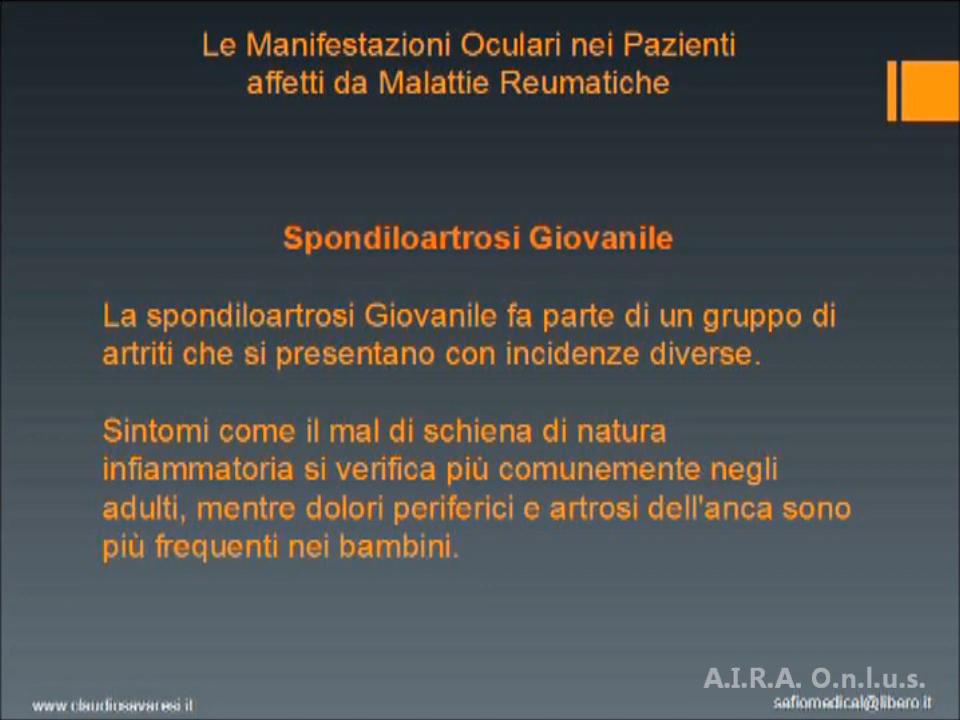 Le Manifestazioni Oculari nei Pazienti
affetti da Malattie Reumatiche
Spondiloartrosi Giovanile
La spondiloartrosi Giovanile fa parte di un gruppo di
artriti che si presentano con incidenze diverse.
Sintomi come il mal di schiena di natura
infiammatoria si verifica più comunemente negli
adulti, mentre dolori periferici e artrosi dell'anca sono
più frequenti nei bambini.
A.I.R.A. O.n.l.u.s.
www.claudiosavaresi.it
safiomedical@libero.it